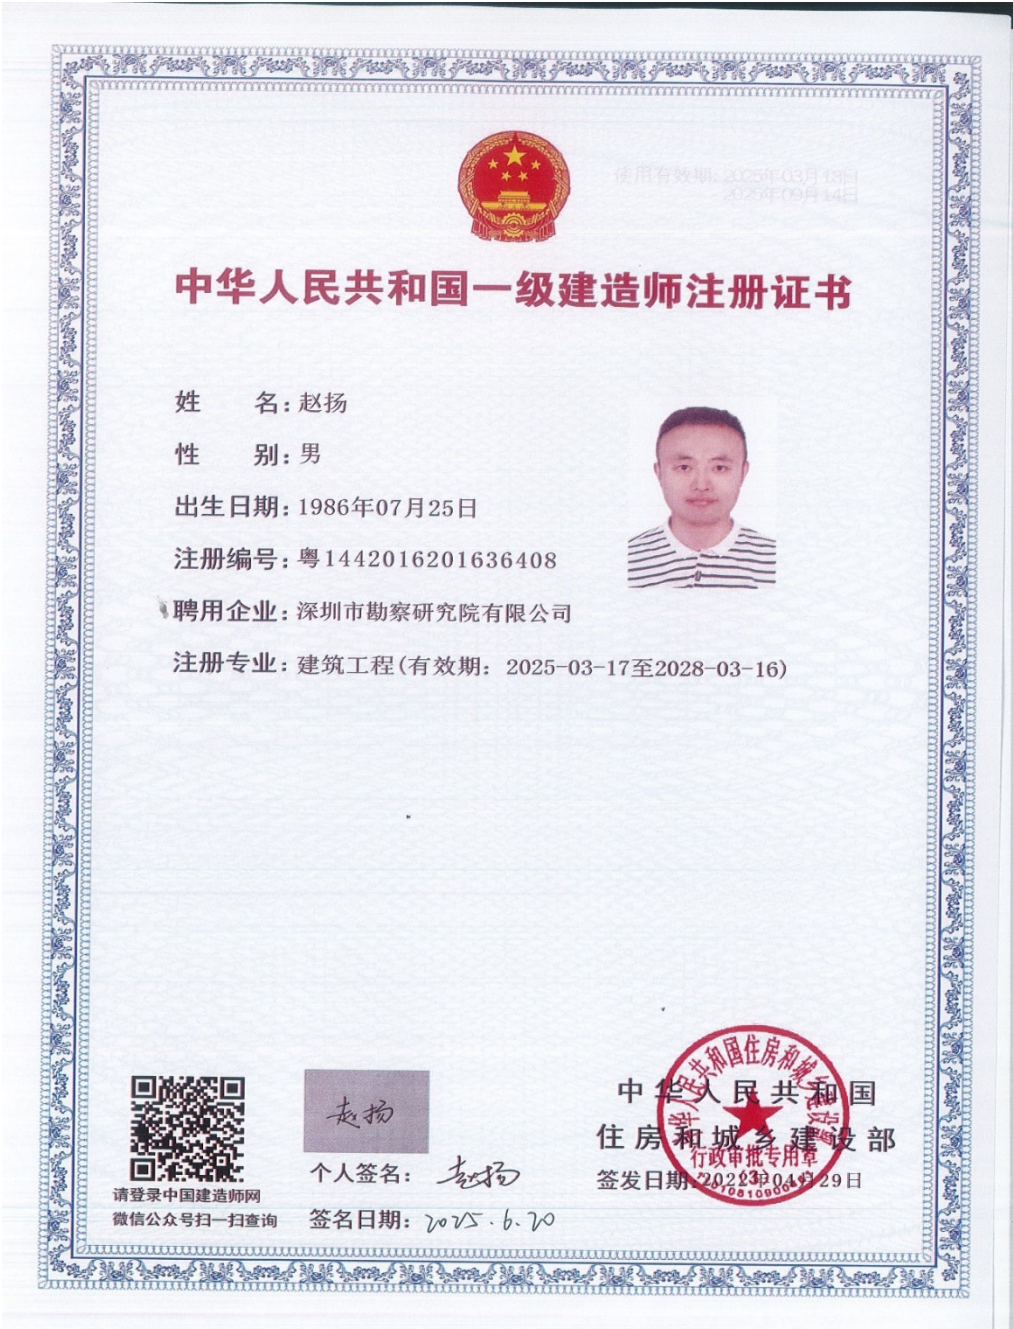 使用有效期: 2025年03月18日
2025年09月14日
中华人民共和国一级建造师注册证书
姓 名: 赵扬
性 别: 男
出生日期: 1986年07月25日
注册编号: 粤1442016201636408
聘用企业: 深圳市勘察研究院有限公司
注册专业: 建筑工程(有效期: 2025-03-17至2028-03-16)
请登录中国建造师网
微信公众号扫一扫查询
赵扬
个人签名: 赵扬
签名日期: 2025.6.20
中华人民共和国
住房和城乡建设部
签发日期: 2022年04月29日
中华人民共和国住房和城乡建设部
行政审批专用章